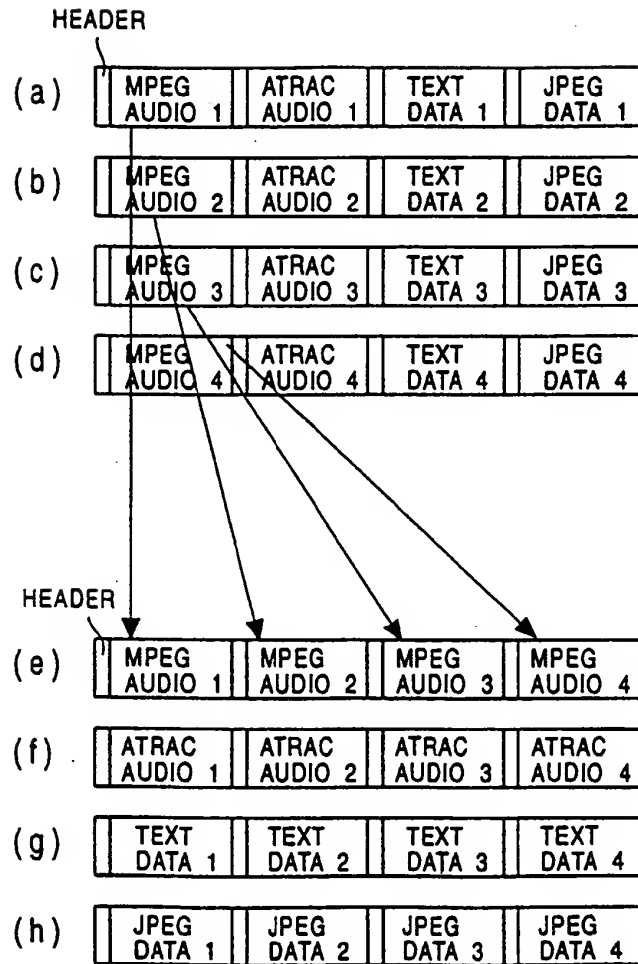 HEADER
(a) MPEG ATRAC TEXT JPEG
AUDIO 1 AUDIO 1 DATA 1 DATA 1
(b) MPEG ATRAC TEXT JPEG
AUDIO 2 AUDIO 2 DATA 2 DATA 2
(c) MPEG ATRAC TEXT JPEG
AUDIO 3 AUDIO 3 DATA 3 DATA 3
(d) MPEG ATRAC TEXT JPEG
AUDIO 4 AUDIO 4 DATA 4 DATA 4
HEADER
(e) MPEG MPEG MPEG MPEG
AUDIO 1 AUDIO 2 AUDIO 3 AUDIO 4
(f) ATRAC ATRAC ATRAC ATRAC
AUDIO 1 AUDIO 2 AUDIO 3 AUDIO 4
(g) TEXT TEXT TEXT TEXT
DATA 1 DATA 2 DATA 3 DATA 4
(h) JPEG JPEG JPEG JPEG
DATA 1 DATA 2 DATA 3 DATA 4